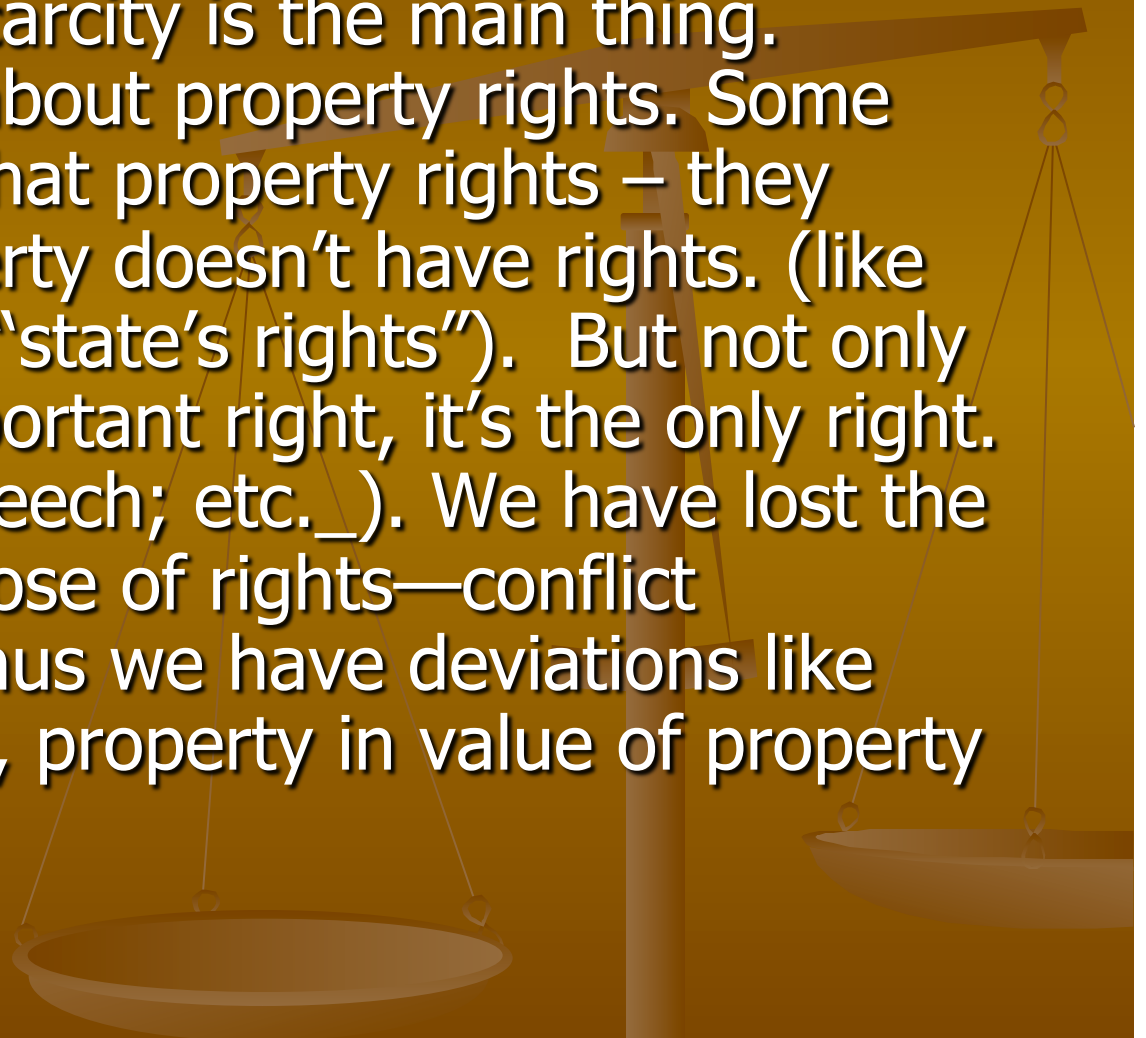 arcity is the main thing.
bout property rights. Some
hat property rights – they
rty doesn’t have rights. (like
“state’s rights”).  But not only
ortant right, it’s the only right.
eech; etc._). We have lost the
ose of rights—conflict
us we have deviations like
, property in value of property